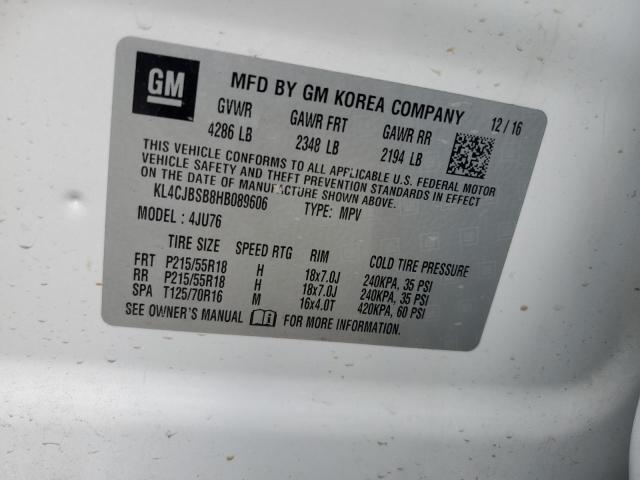 GM
MFD BY GM KOREA COMPANY
12/16
GVWR GAWR FRT GAWR RR
4286 LB 2348 LB 2194 LB
THIS VEHICLE CONFORMS TO ALL APPLICABLE U.S. FEDERAL MOTOR
VEHICLE SAFETY AND THEFT PREVENTION STANDARDS IN EFFECT
ON THE DATE OF MANUFACTURE SHOWN ABOVE.
KL4CJBSB8HB089606 TYPE: MPV
MODEL: 4JU76
TIRE SIZE SPEED RTG RIM COLD TIRE PRESSURE
FRT P215/55R18 H 18x7.0J 240KPA, 35 PSI
RR P215/55R18 H 18x7.0J 240KPA, 35 PSI
SPA T125/70R16 M 16x4.0T 420KPA, 60 PSI
SEE OWNER'S MANUAL FOR MORE INFORMATION.